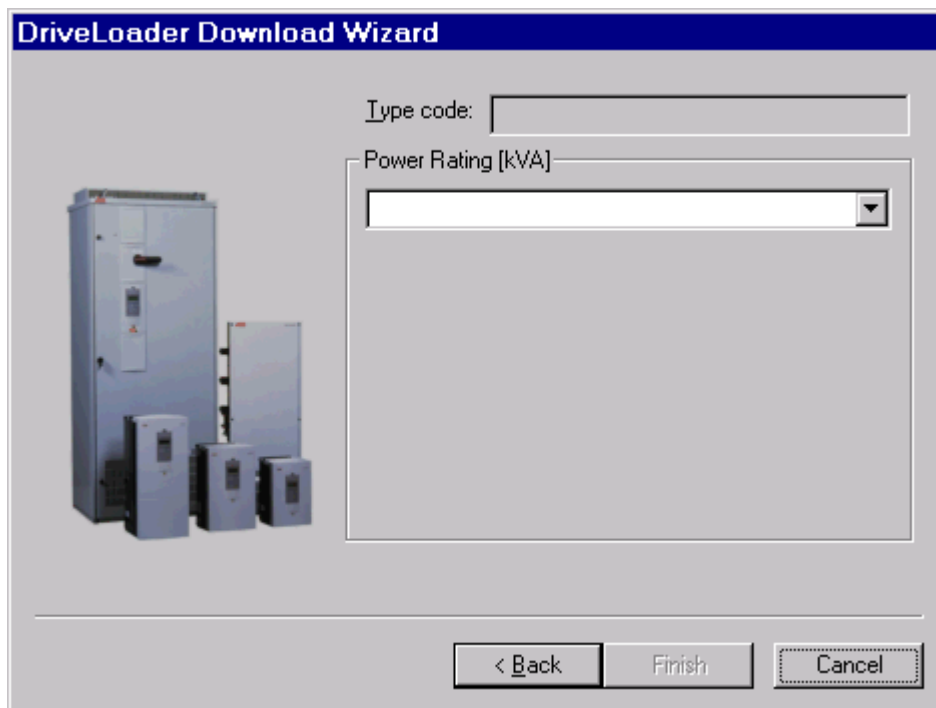 DriveLoader Download Wizard
Type code:
Power Rating [kVA]
< Back
Finish
Cancel